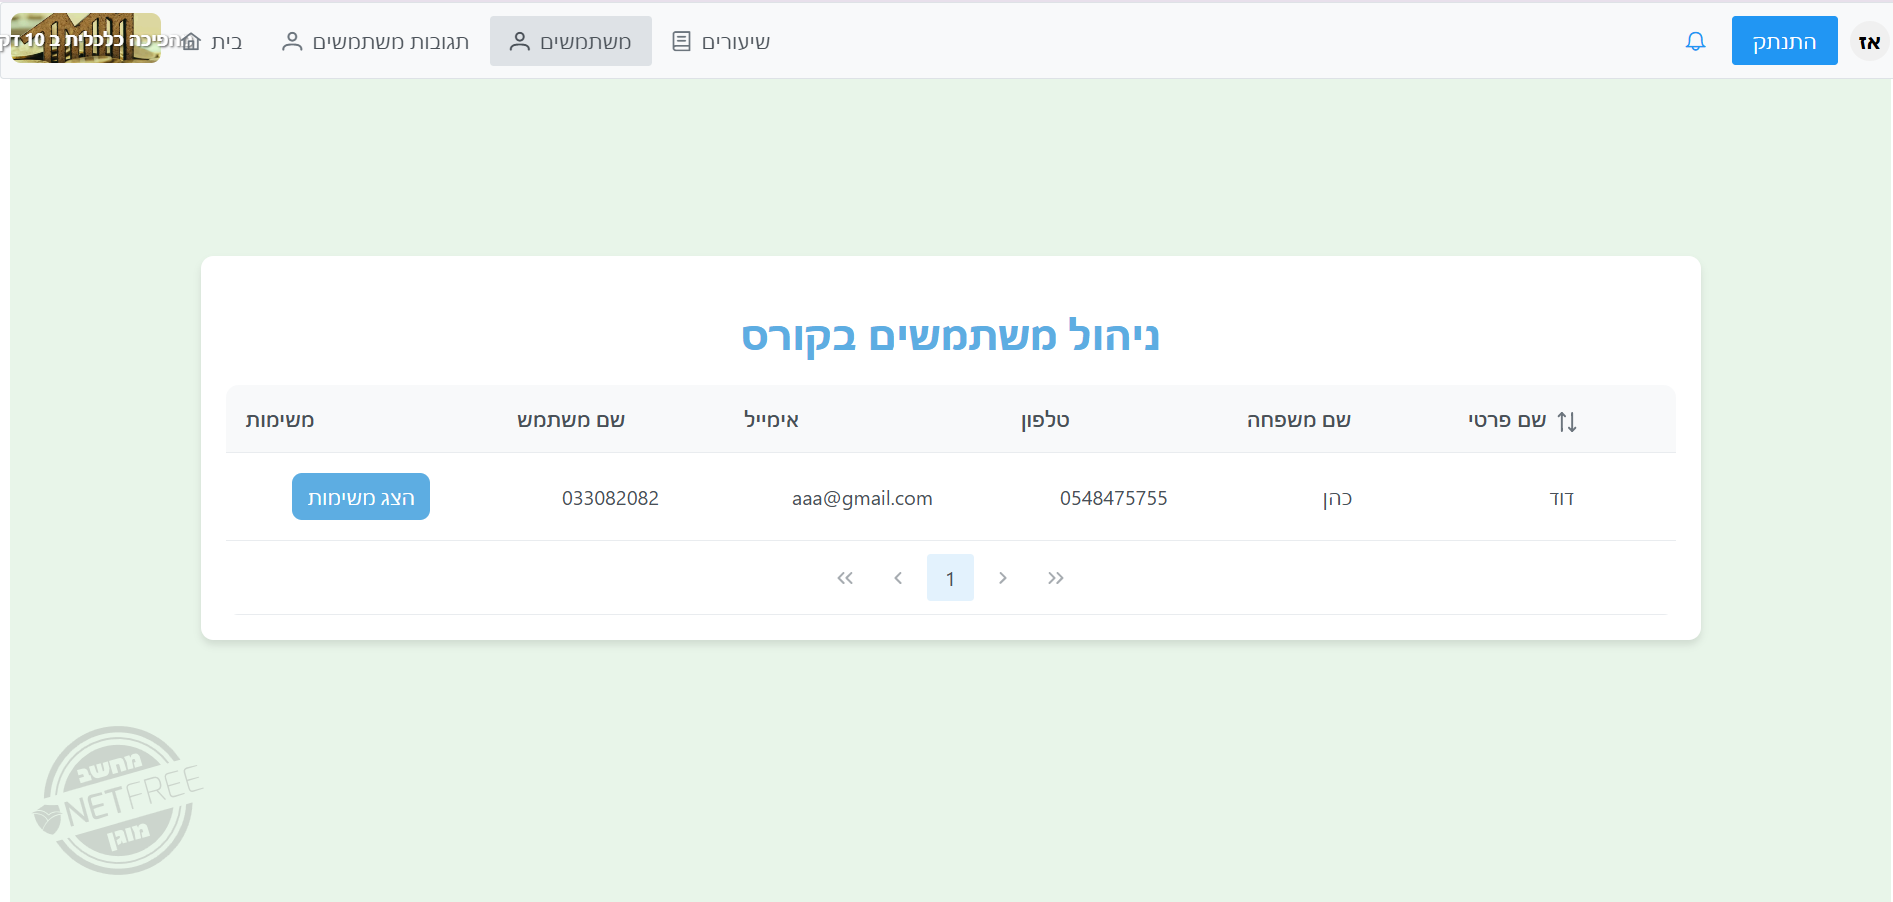 מהפיכה כלכלית ב 10 דק
בית
תגובות משתמשים
משתמשים
שיעורים
התנתק
אז
ניהול משתמשים בקורס
שם פרטי שם משפחה טלפון אימייל שם משתמש משימות
דוד כהן 0548475755 aaa@gmail.com 033082082 הצג משימות
1
מחשב
NETFREE
מוגן